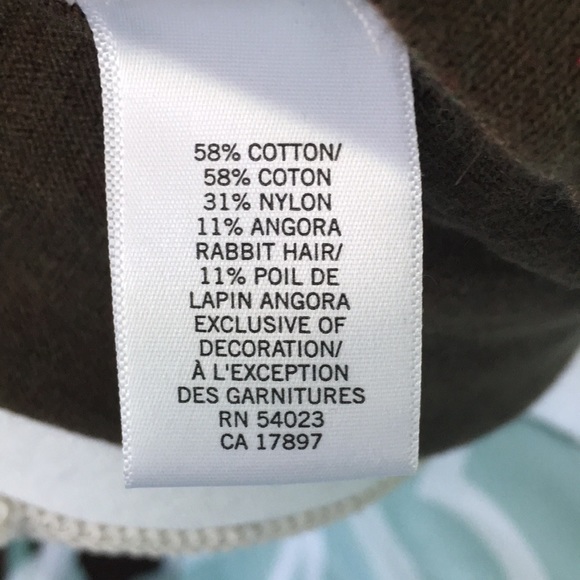 58% COTTON/
58% COTON
31% NYLON
11% ANGORA
RABBIT HAIR/
11% POIL DE
LAPIN ANGORA
EXCLUSIVE OF
DECORATION/
À L'EXCEPTION
DES GARNITURES
RN 54023
CA 17897